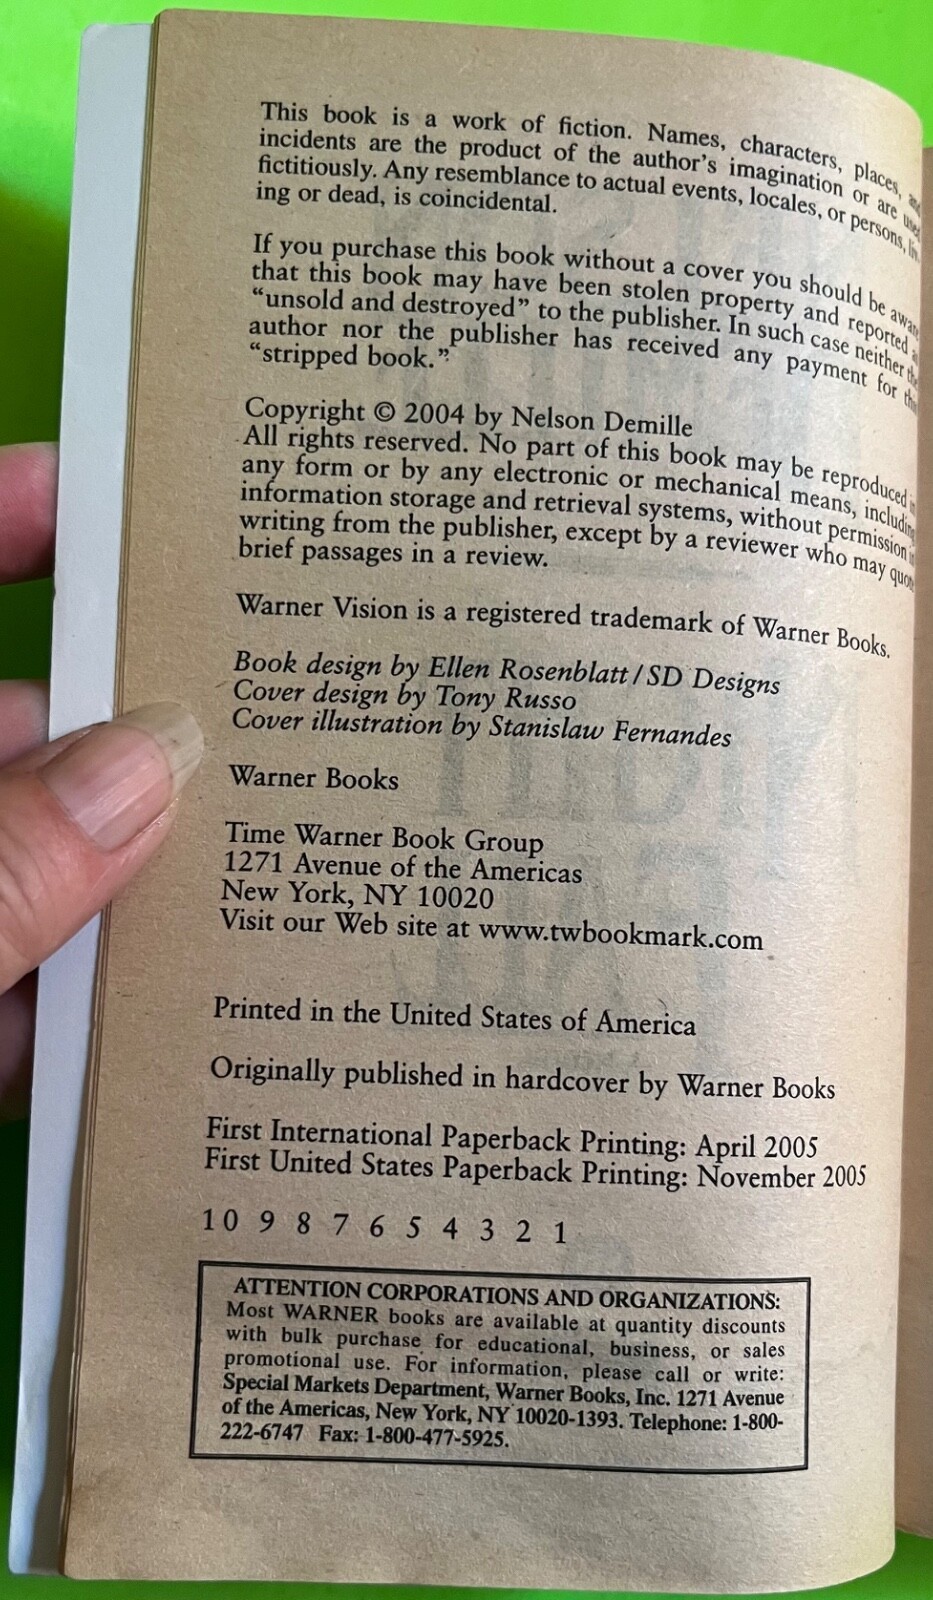 This book is a work of fiction. Names, characters, places, and
incidents are the product of the author's imagination or are used
fictitiously. Any resemblance to actual events, locales, or persons, liv-
ing or dead, is coincidental.
If you purchase this book without a cover you should be aware
that this book may have been stolen property and reported as
“unsold and destroyed” to the publisher. In such case neither the
author nor the publisher has received any payment for this
“stripped book.”
Copyright © 2004 by Nelson Demille
All rights reserved. No part of this book may be reproduced in
any form or by any electronic or mechanical means, including
information storage and retrieval systems, without permission in
writing from the publisher, except by a reviewer who may quote
brief passages in a review.
Warner Vision is a registered trademark of Warner Books.
Book design by Ellen Rosenblatt / SD Designs
Cover design by Tony Russo
Cover illustration by Stanislaw Fernandes
Warner Books
Time Warner Book Group
1271 Avenue of the Americas
New York, NY 10020
Visit our Web site at www.twbookmark.com
Printed in the United States of America
Originally published in hardcover by Warner Books
First International Paperback Printing: April 2005
First United States Paperback Printing: November 2005
10 9 8 7 6 5 4 3 2 1
ATTENTION CORPORATIONS AND ORGANIZATIONS:
Most WARNER books are available at quantity discounts
with bulk purchase for educational, business, or sales
promotional use. For information, please call or write:
Special Markets Department, Warner Books, Inc. 1271 Avenue
of the Americas, New York, NY 10020-1393. Telephone: 1-800-
222-6747 Fax: 1-800-477-5925.